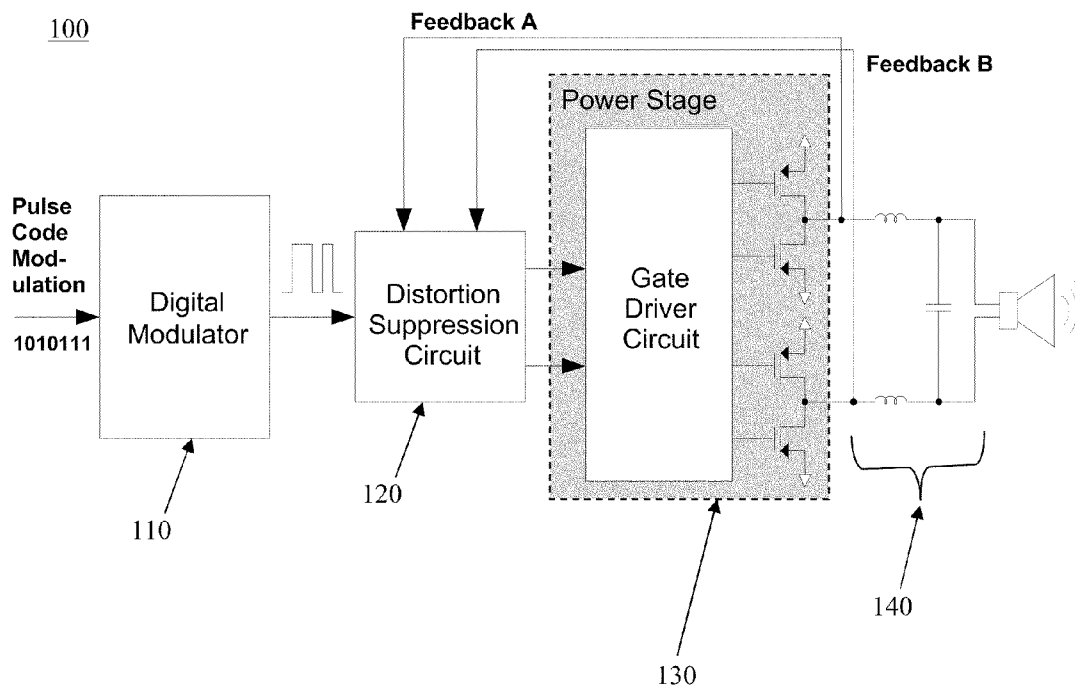 100
Feedback A
Feedback B
Power Stage
Pulse
Code
Mod-
ulation
1010111
Digital
Modulator
Distortion
Suppression
Circuit
Gate
Driver
Circuit
110
120
130
140